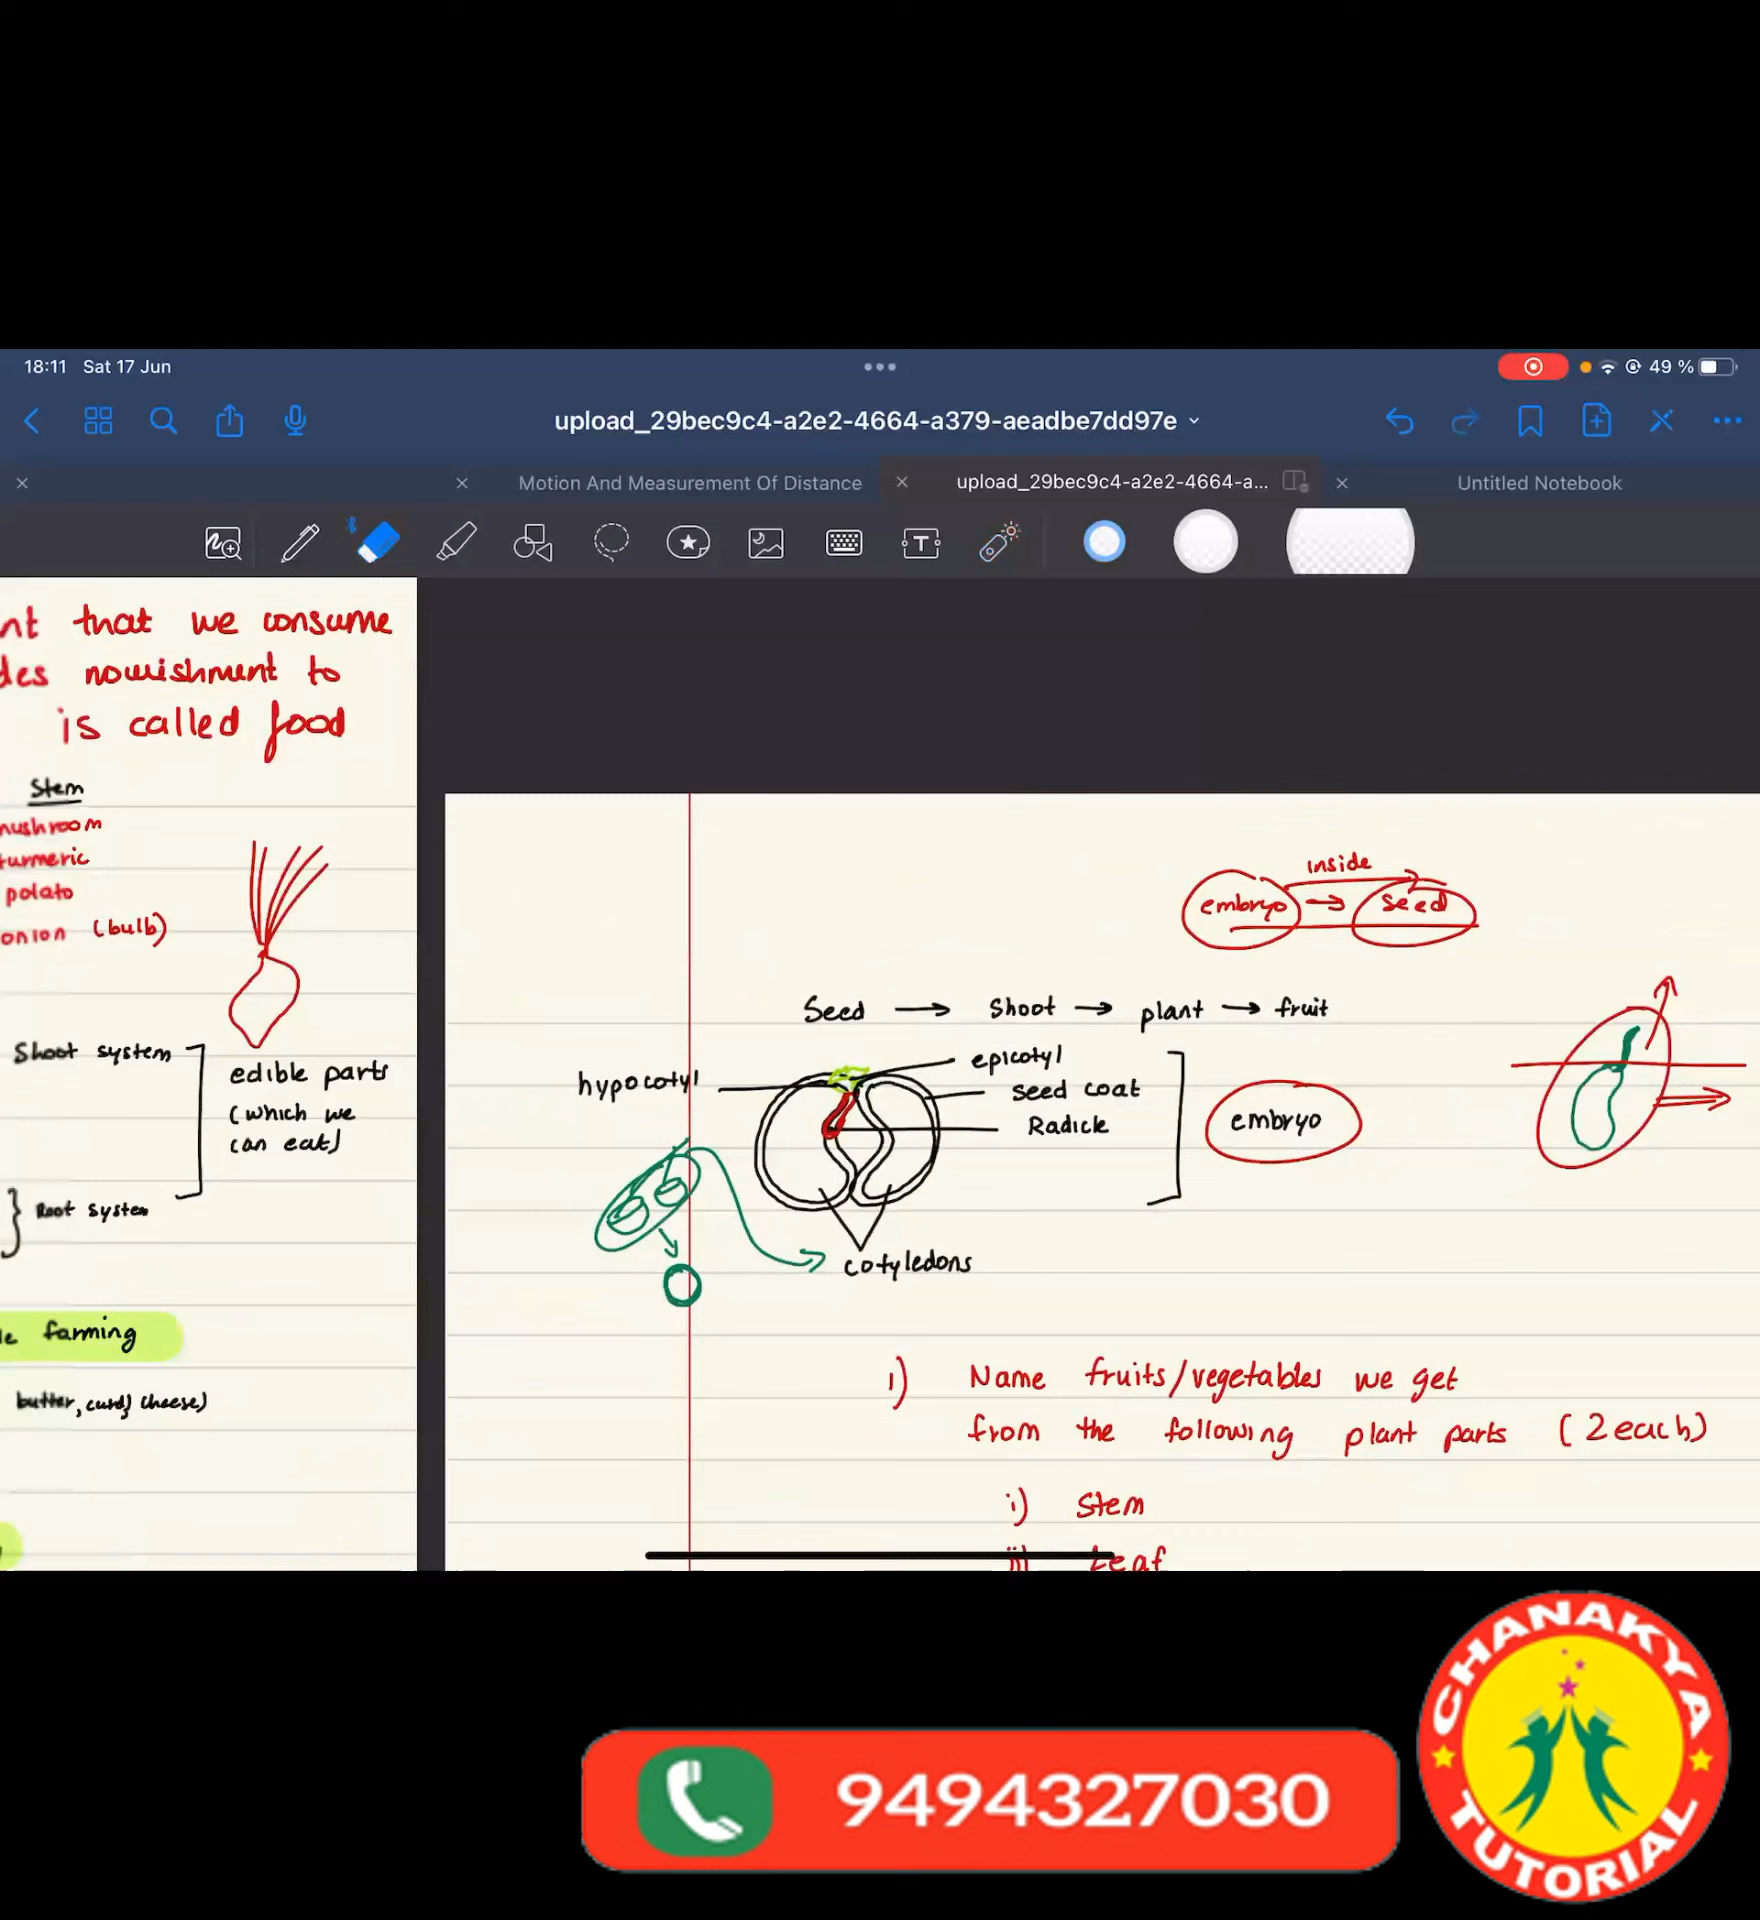 18:11 Sat 17 Jun
49 %
upload_29bec9c4-a2e2-4664-a379-aeadbe7dd97e
Motion And Measurement Of Distance
upload_29bec9c4-a2e2-4664-a...
Untitled Notebook
nt that we consume
des nourishment to
is called food
Stem
mushroom
turmeric
potato
onion (bulb)
Shoot system
edible parts
(which we
can eat)
Root system
farming
butter, curd, cheese)
inside
embryo → seed
Seed → Shoot → plant → fruit
hypocotyl
epicotyl
seed coat
Radicle
embryo
cotyledons
1) Name fruits/vegetables we get
from the following plant parts (2 each)
i) Stem
ii) Leaf
9494327030
CHANAKYA
TUTORIAL